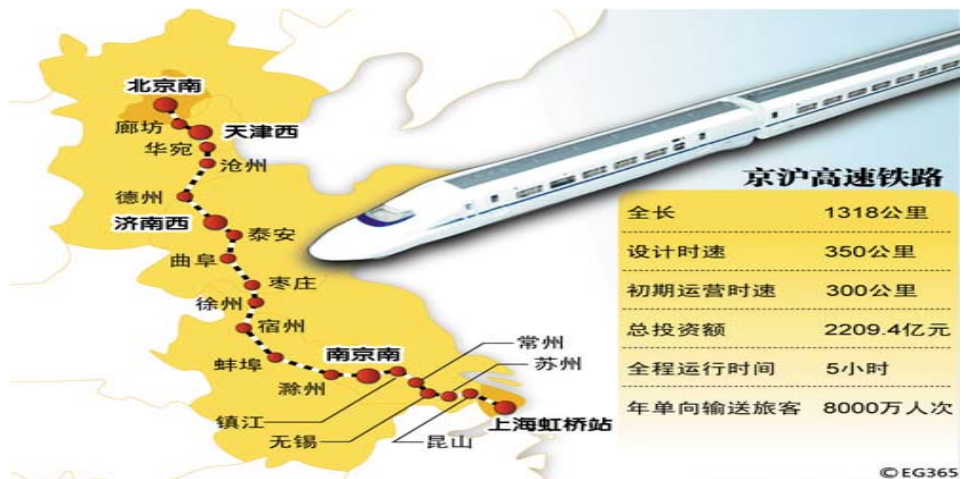 北京南
廊坊
天津西
华宛
沧州
德州
济南西
泰安
曲阜
枣庄
徐州
宿州
蚌埠
滁州
南京南
常州
苏州
镇江
无锡
昆山
上海虹桥站
京沪高速铁路
全长 1318公里
设计时速 350公里
初期运营时速 300公里
总投资额 2209.4亿元
全程运行时间 5小时
年单向输送旅客 8000万人次
©EG365